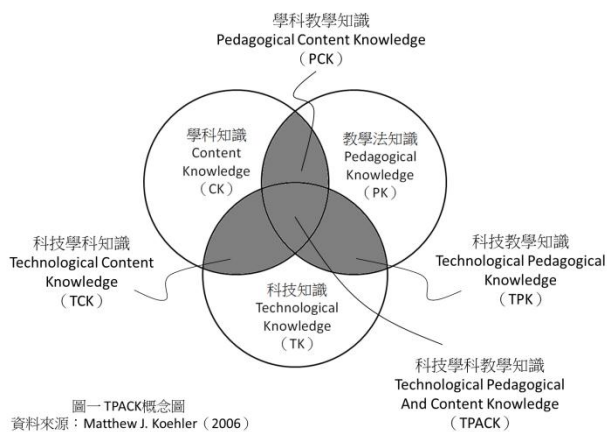 學科教學知識
Pedagogical Content Knowledge
（PCK）
學科知識
Content
Knowledge
（CK）
教學法知識
Pedagogical
Knowledge
（PK）
科技學科知識
Technological Content
Knowledge
（TCK）
科技知識
Technological
Knowledge
（TK）
科技教學知識
Technological Pedagogical
Knowledge
（TPK）
科技學科教學知識
Technological Pedagogical
And Content Knowledge
（TPACK）
圖一 TPACK概念圖
資料來源：Matthew J. Koehler（2006）